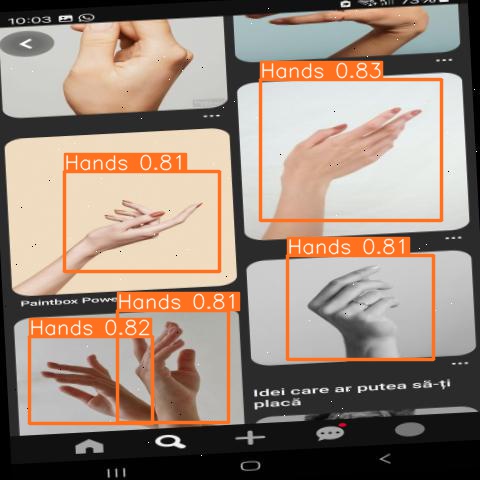 10:03
73%
Hands 0.83
Hands 0.81
Hands 0.81
Paintbox Powe
Hands 0.81
Hands 0.82
Idei care ar putea să-ți
placă